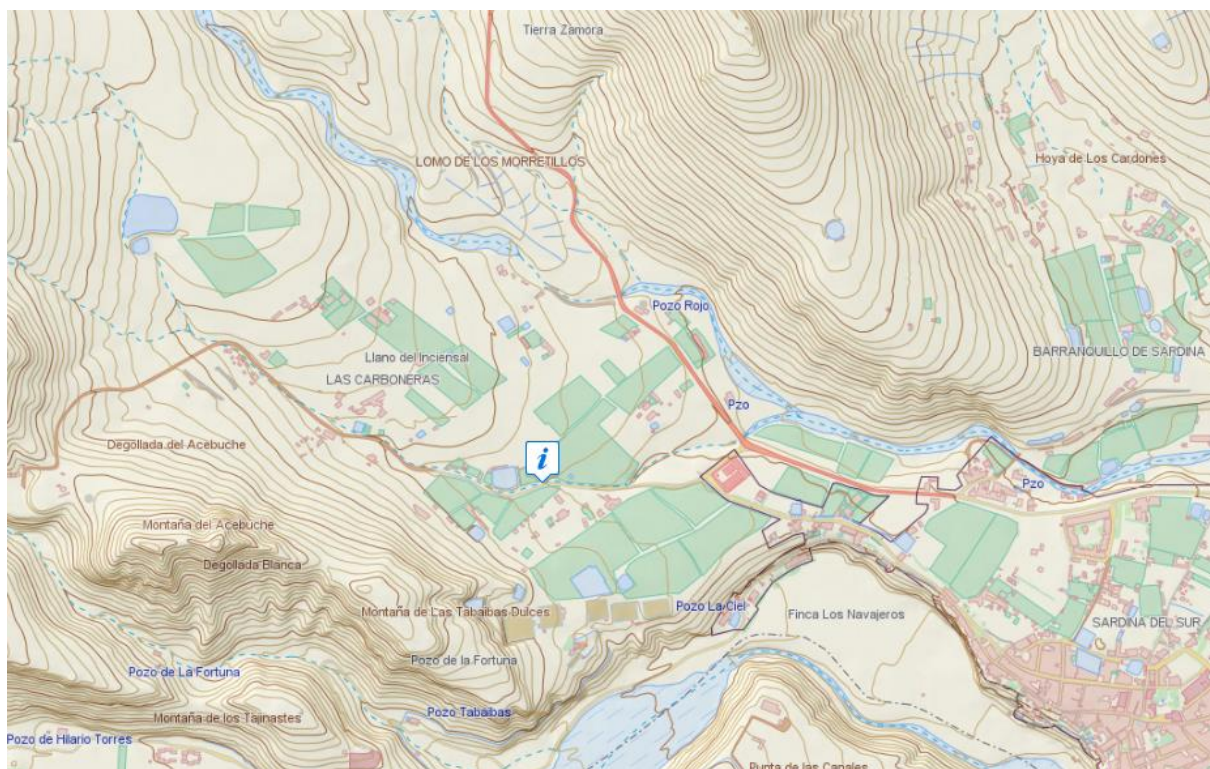 Tierra Zamora
LOMO DE LOS MORRETILLOS
Hoya de Los Cardones
Pozo Rojo
Llano del Inciensal
BARRANQUILLO DE SARDINA
LAS CARBONERAS
Pzo
Degollada del Acebuche
i
Pzo
Montaña del Acebuche
Degollada Blanca
Montaña de Las Tabaibas Dulces
Pozo La Ciel
Finca Los Navajeros
SARDINA DEL SUR
Pozo de la Fortuna
Pozo de La Fortuna
Pozo Tabaibas
Montaña de los Tajinastes
Pozo de Hilario Torres
Punta de las Canales